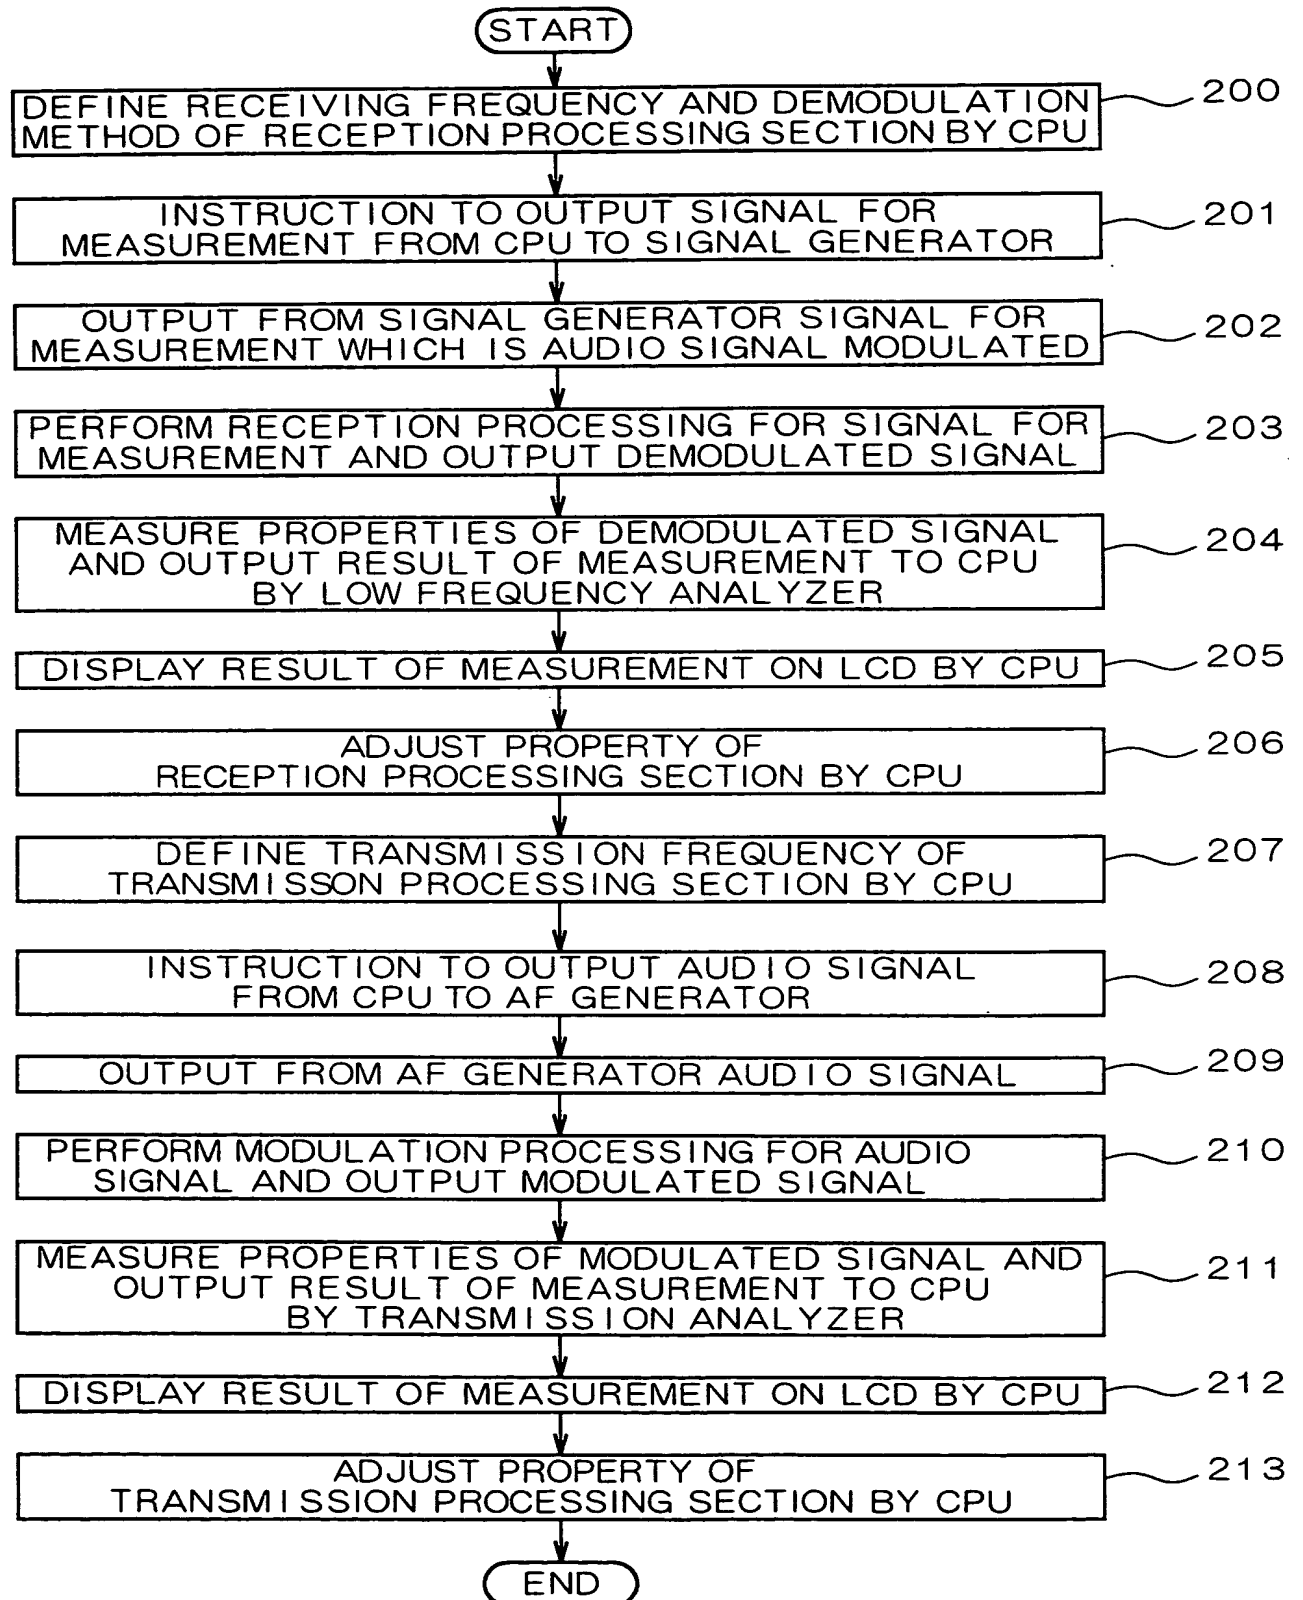 START
DEFINE RECEIVING FREQUENCY AND DEMODULATION
METHOD OF RECEPTION PROCESSING SECTION BY CPU
200
INSTRUCTION TO OUTPUT SIGNAL FOR
MEASUREMENT FROM CPU TO SIGNAL GENERATOR
201
OUTPUT FROM SIGNAL GENERATOR SIGNAL FOR
MEASUREMENT WHICH IS AUDIO SIGNAL MODULATED
202
PERFORM RECEPTION PROCESSING FOR SIGNAL FOR
MEASUREMENT AND OUTPUT DEMODULATED SIGNAL
203
MEASURE PROPERTIES OF DEMODULATED SIGNAL
AND OUTPUT RESULT OF MEASUREMENT TO CPU
BY LOW FREQUENCY ANALYZER
204
DISPLAY RESULT OF MEASUREMENT ON LCD BY CPU
205
ADJUST PROPERTY OF
RECEPTION PROCESSING SECTION BY CPU
206
DEFINE TRANSMISSION FREQUENCY OF
TRANSMISSON PROCESSING SECTION BY CPU
207
INSTRUCTION TO OUTPUT AUDIO SIGNAL
FROM CPU TO AF GENERATOR
208
OUTPUT FROM AF GENERATOR AUDIO SIGNAL
209
PERFORM MODULATION PROCESSING FOR AUDIO
SIGNAL AND OUTPUT MODULATED SIGNAL
210
MEASURE PROPERTIES OF MODULATED SIGNAL AND
OUTPUT RESULT OF MEASUREMENT TO CPU
BY TRANSMISSION ANALYZER
211
DISPLAY RESULT OF MEASUREMENT ON LCD BY CPU
212
ADJUST PROPERTY OF
TRANSMISSION PROCESSING SECTION BY CPU
213
END